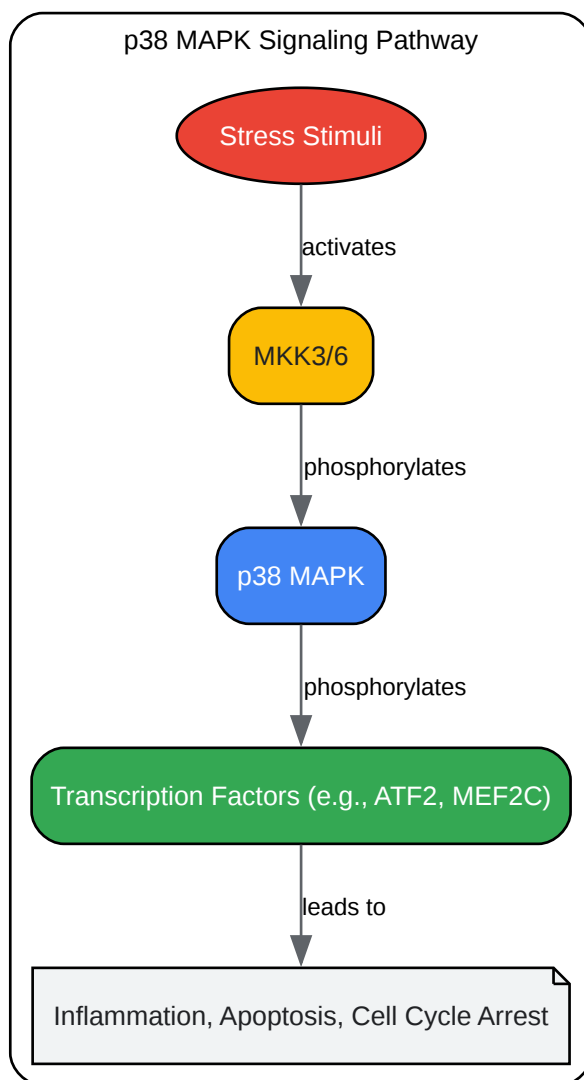 p38 MAPK Signaling Pathway
Stress Stimuli
activates
MKK3/6
phosphorylates
p38 MAPK
phosphorylates
Transcription Factors (e.g., ATF2, MEF2C)
leads to
Inflammation, Apoptosis, Cell Cycle Arrest